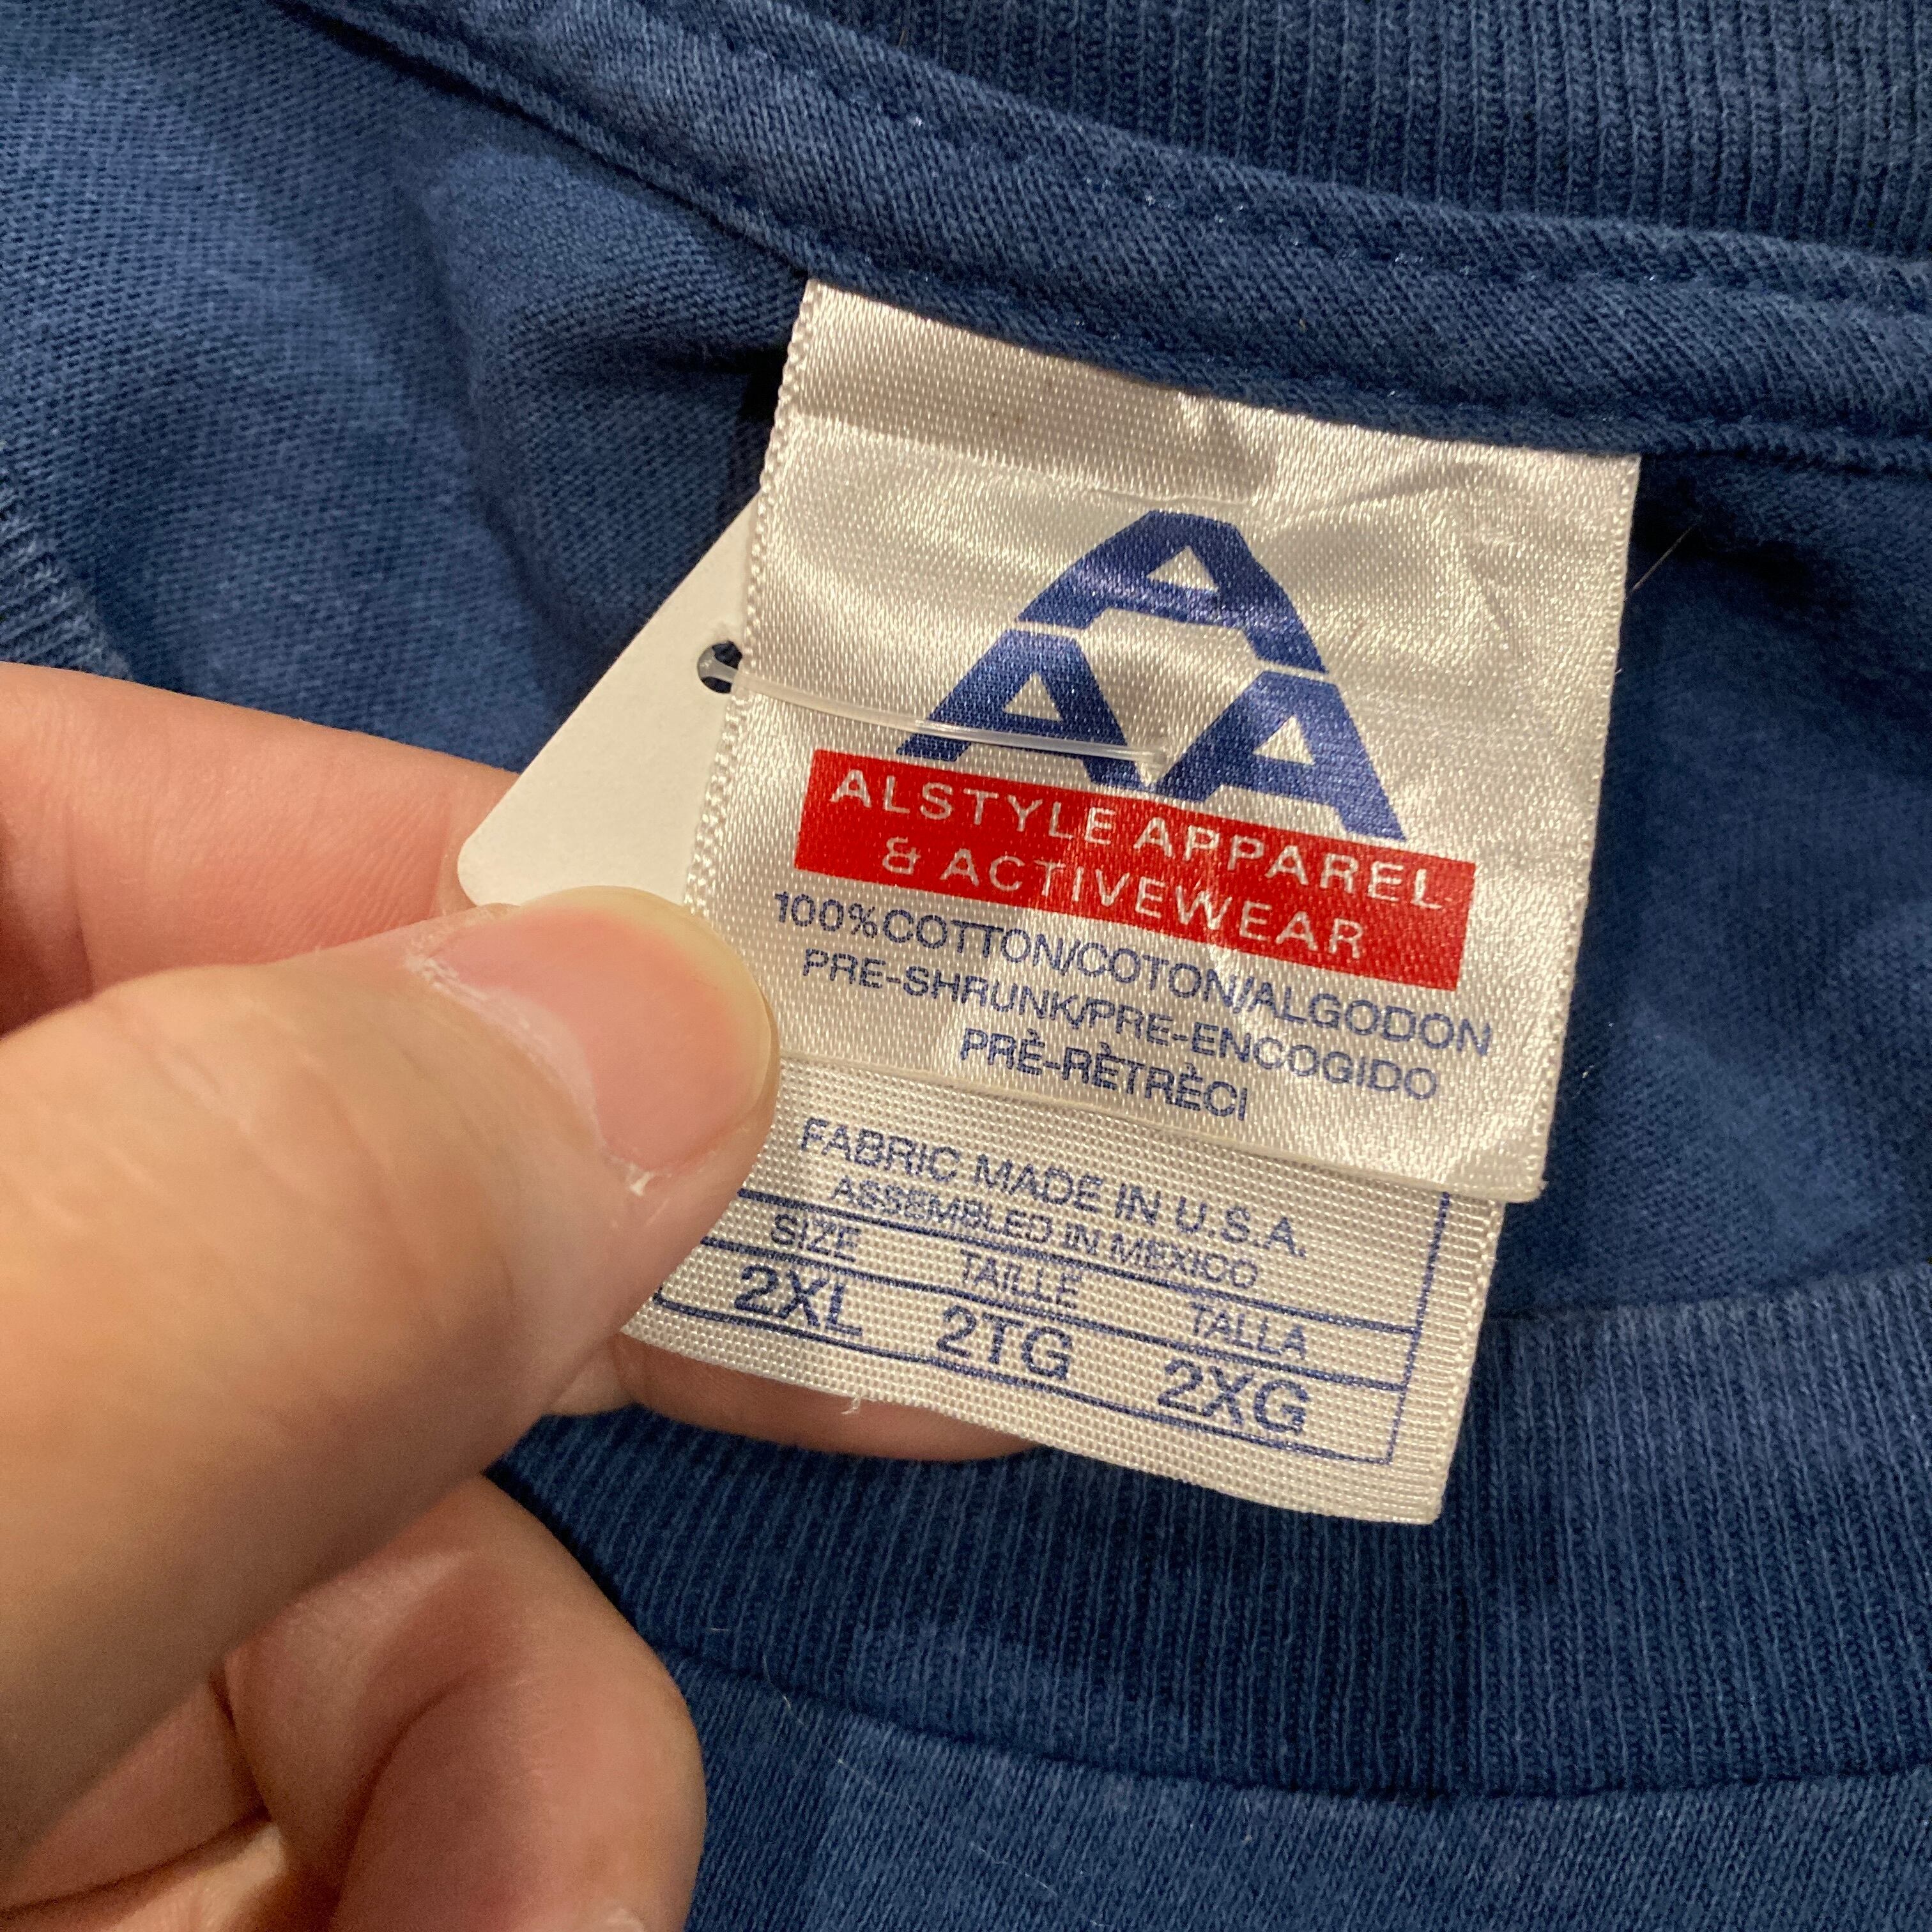 A
AA
ALSTYLE APPAREL
& ACTIVEWEAR
100%COTTON/COTON/ALGODON
PRE-SHRUNK/PRE-ENCOGIDO
PRÈ-RÈTRÈCI
FABRIC MADE IN U.S.A.
ASSEMBLED IN MEXICO
SIZE TAILLE TALLA
2XL 2TG 2XG